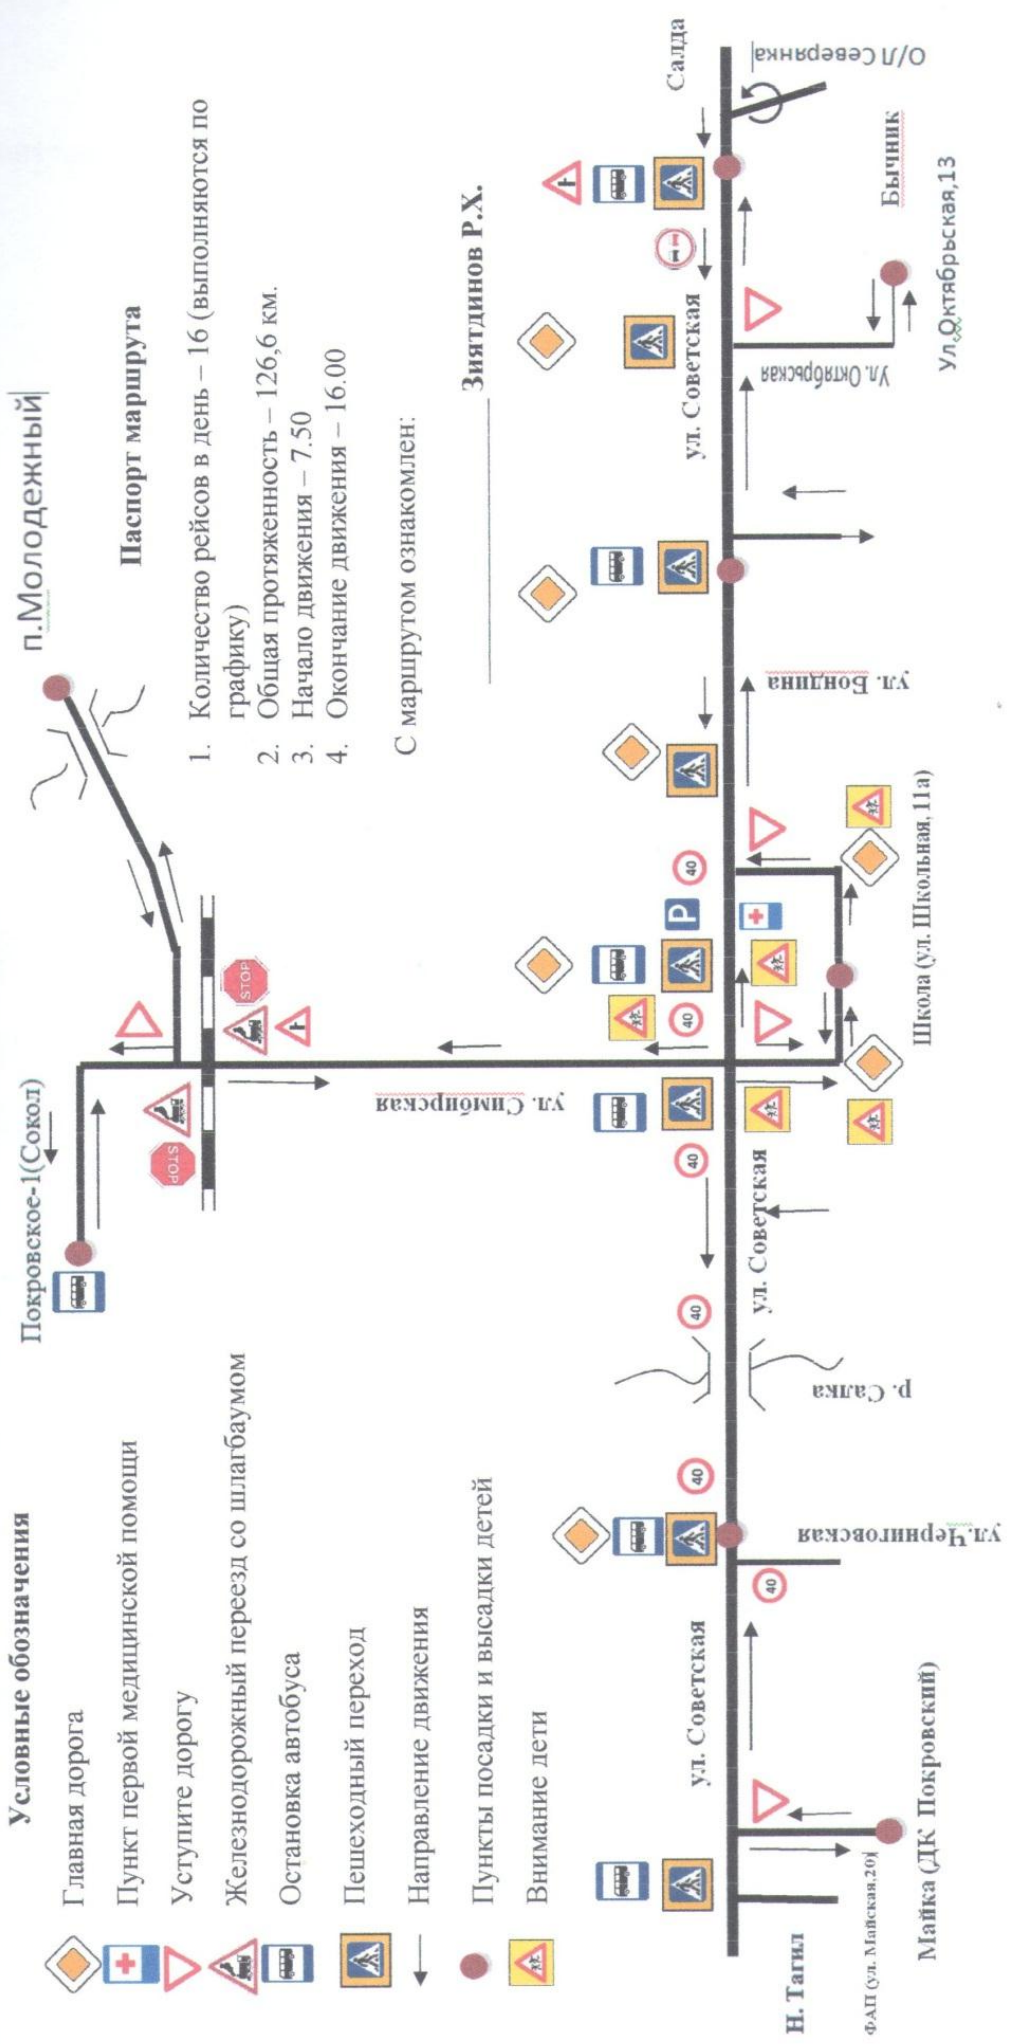 Условные обозначения
Главная дорога
Пункт первой медицинской помощи
Уступите дорогу
Железнодорожный переезд со шлагбаумом
Остановка автобуса
Пешеходный переход
Направление движения
Пункты посадки и высадки детей
Внимание дети
Покровское-1(Сокол)
п.Молодежный
Паспорт маршрута
1. Количество рейсов в день – 16 (выполняются по
графику)
2. Общая протяженность – 126,6 км.
3. Начало движения – 7.50
4. Окончание движения – 16.00
С маршрутом ознакомлен:
Зиятдинов Р.Х.
STOP
STOP
ул. Симбирская
40
40
40
40
40
P
40
ул. Советская
ул. Советская
ул. Советская
Салда
О/Л Северянка
Бычник
Ул.Октябрьская,13
Ул. Октябрьская
ул. Бондина
Школа (ул. Школьная, 11а)
р. Салка
ул.Черниговская
Н. Тагил
ФАП (ул. Майская,20)
Майка (ДК Покровский)